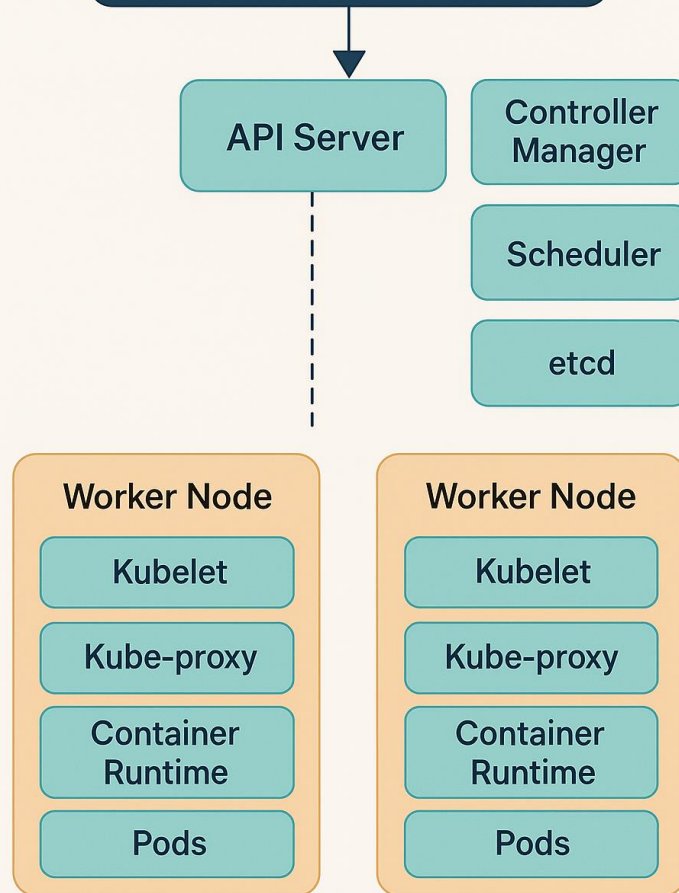 API Server
Controller
Manager
Scheduler
etcd
Worker Node
Kubelet
Kube-proxy
Container
Runtime
Pods
Worker Node
Kubelet
Kube-proxy
Container
Runtime
Pods